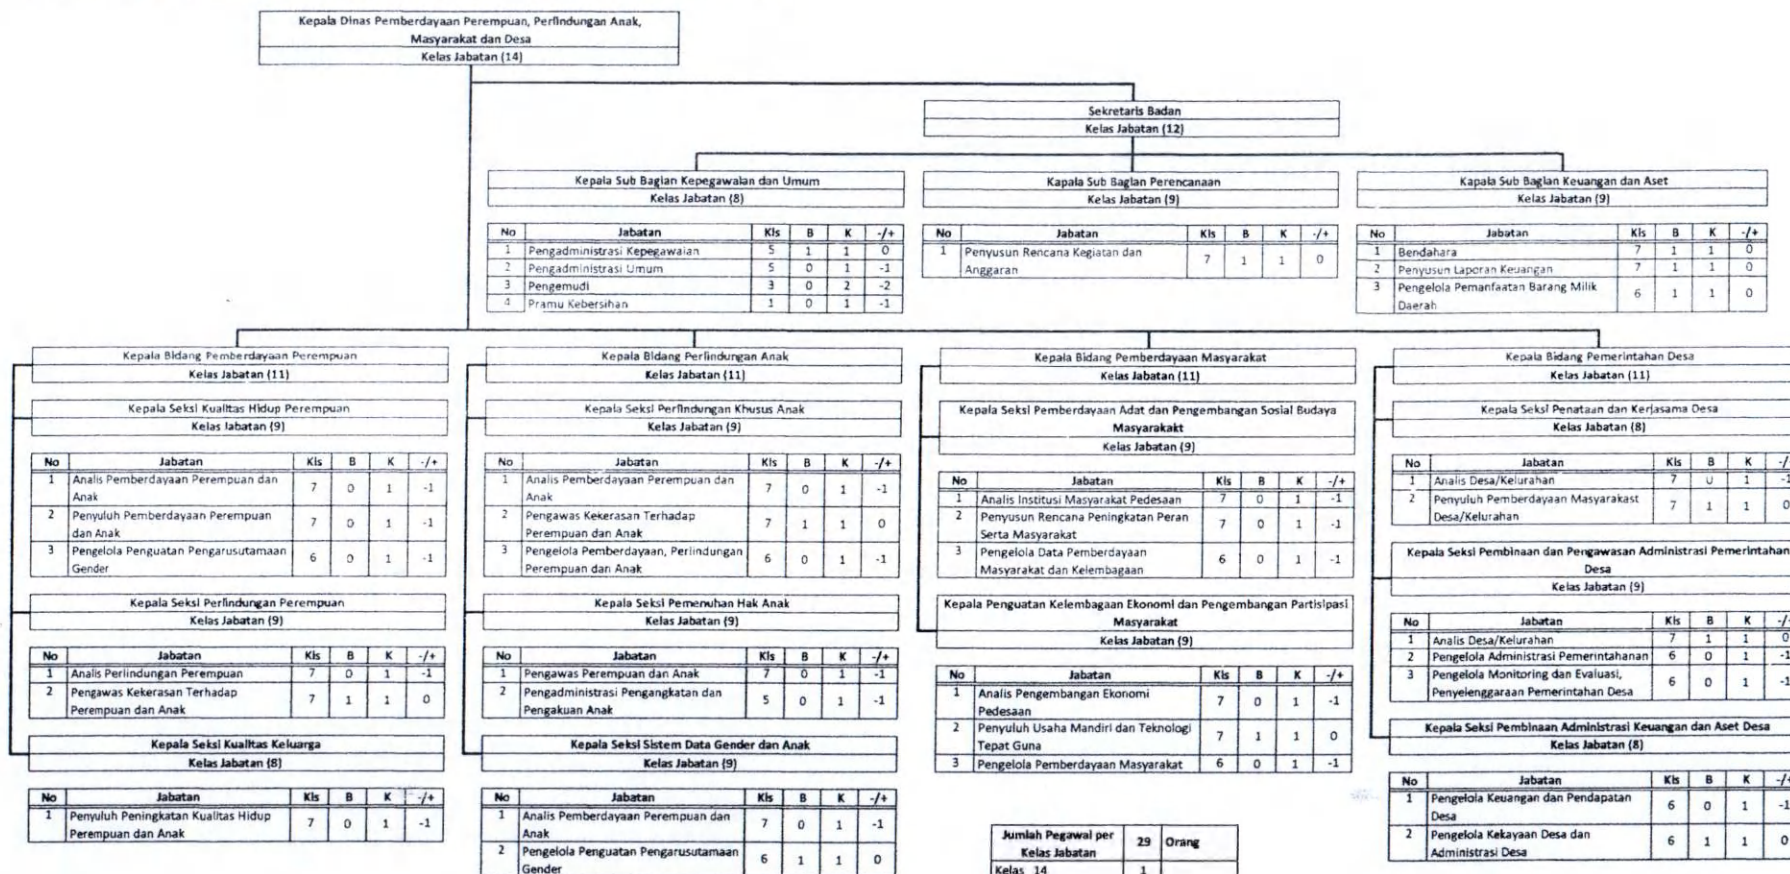 Kepala Dinas Pemberdayaan Perempuan, Perlindungan Anak,
Masyarakat dan Desa
Kelas Jabatan (14)
Sekretaris Badan
Kelas Jabatan (12)
Kepala Sub Bagian Kepegawaian dan Umum
Kelas Jabatan (8)
No Jabatan Kls B K -/+
1 Pengadministrasi Kepegawaian 5 1 1 0
2 Pengadministrasi Umum 5 0 1 -1
3 Pengemudi 3 0 2 -2
4 Pramu Kebersihan 1 0 1 -1
Kapala Sub Bagian Perencanaan
Kelas Jabatan (9)
No Jabatan Kls B K -/+
1 Penyusun Rencana Kegiatan dan
Anggaran 7 1 1 0
Kapala Sub Bagian Keuangan dan Aset
Kelas Jabatan (9)
No Jabatan Kls B K -/+
1 Bendahara 7 1 1 0
2 Penyusun Laporan Keuangan 7 1 1 0
3 Pengelola Pemanfaatan Barang Milik
Daerah 6 1 1 0
Kepala Bidang Pemberdayaan Perempuan
Kelas Jabatan (11)
Kepala Seksi Kualitas Hidup Perempuan
Kelas Jabatan (9)
No Jabatan Kls B K -/+
1 Analis Pemberdayaan Perempuan dan
Anak 7 0 1 -1
2 Penyuluh Pemberdayaan Perempuan
dan Anak 7 0 1 -1
3 Pengelola Penguatan Pengarusutamaan
Gender 6 0 1 -1
Kepala Seksi Perlindungan Perempuan
Kelas Jabatan (9)
No Jabatan Kls B K -/+
1 Analis Perlindungan Perempuan 7 0 1 -1
2 Pengawas Kekerasan Terhadap
Perempuan dan Anak 7 1 1 0
Kepala Seksi Kualitas Keluarga
Kelas Jabatan (8)
No Jabatan Kls B K -/+
1 Penyuluh Peningkatan Kualitas Hidup
Perempuan dan Anak 7 0 1 -1
Kepala Bidang Perlindungan Anak
Kelas Jabatan (11)
Kepala Seksi Perlindungan Khusus Anak
Kelas Jabatan (9)
No Jabatan Kls B K -/+
1 Analis Pemberdayaan Perempuan dan
Anak 7 0 1 -1
2 Pengawas Kekerasan Terhadap
Perempuan dan Anak 7 1 1 0
3 Pengelola Pemberdayaan, Perlindungan
Perempuan dan Anak 6 0 1 -1
Kepala Seksi Pemenuhan Hak Anak
Kelas Jabatan (9)
No Jabatan Kls B K -/+
1 Pengawas Perempuan dan Anak 7 0 1 -1
2 Pengadministrasi Pengangkatan dan
Pengakuan Anak 5 0 1 -1
Kepala Seksi Sistem Data Gender dan Anak
Kelas Jabatan (9)
No Jabatan Kls B K -/+
1 Analis Pemberdayaan Perempuan dan
Anak 7 0 1 -1
2 Pengelola Penguatan Pengarusutamaan
Gender 6 1 1 0
Kepala Bidang Pemberdayaan Masyarakat
Kelas Jabatan (11)
Kepala Seksi Pemberdayaan Adat dan Pengembangan Sosial Budaya
Masyarakakt
Kelas Jabatan (9)
No Jabatan Kls B K -/+
1 Analis Institusi Masyarakat Pedesaan 7 0 1 -1
2 Penyusun Rencana Peningkatan Peran
Serta Masyarakat 7 0 1 -1
3 Pengelola Data Pemberdayaan
Masyarakat dan Kelembagaan 6 0 1 -1
Kepala Penguatan Kelembagaan Ekonomi dan Pengembangan Partisipasi
Masyarakat
Kelas Jabatan (9)
No Jabatan Kls B K -/+
1 Analis Pengembangan Ekonomi
Pedesaan 7 0 1 -1
2 Penyuluh Usaha Mandiri dan Teknologi
Tepat Guna 7 1 1 0
3 Pengelola Pemberdayaan Masyarakat 6 0 1 -1
Jumlah Pegawai per
Kelas Jabatan 29 Orang
Kelas 14 1
Kepala Bidang Pemerintahan Desa
Kelas Jabatan (11)
Kepala Seksi Penataan dan Kerjasama Desa
Kelas Jabatan (8)
No Jabatan Kls B K -/
1 Analis Desa/Kelurahan 7 0 1 -1
2 Penyuluh Pemberdayaan Masyarakast
Desa/Kelurahan 7 1 1 0
Kepala Seksi Pembinaan dan Pengawasan Administrasi Pemerintahan
Desa
Kelas Jabatan (9)
No Jabatan Kls B K -/
1 Analis Desa/Kelurahan 7 1 1 0
2 Pengelola Administrasi Pemerintahanan 6 0 1 -1
3 Pengelola Monitoring dan Evaluasi,
Penyelenggaraan Pemerintahan Desa 6 0 1 -1
Kepala Seksi Pembinaan Administrasi Keuangan dan Aset Desa
Kelas Jabatan (8)
No Jabatan Kls B K -/
1 Pengelola Keuangan dan Pendapatan
Desa 6 0 1 -1
2 Pengelola Kekayaan Desa dan
Administrasi Desa 6 1 1 0